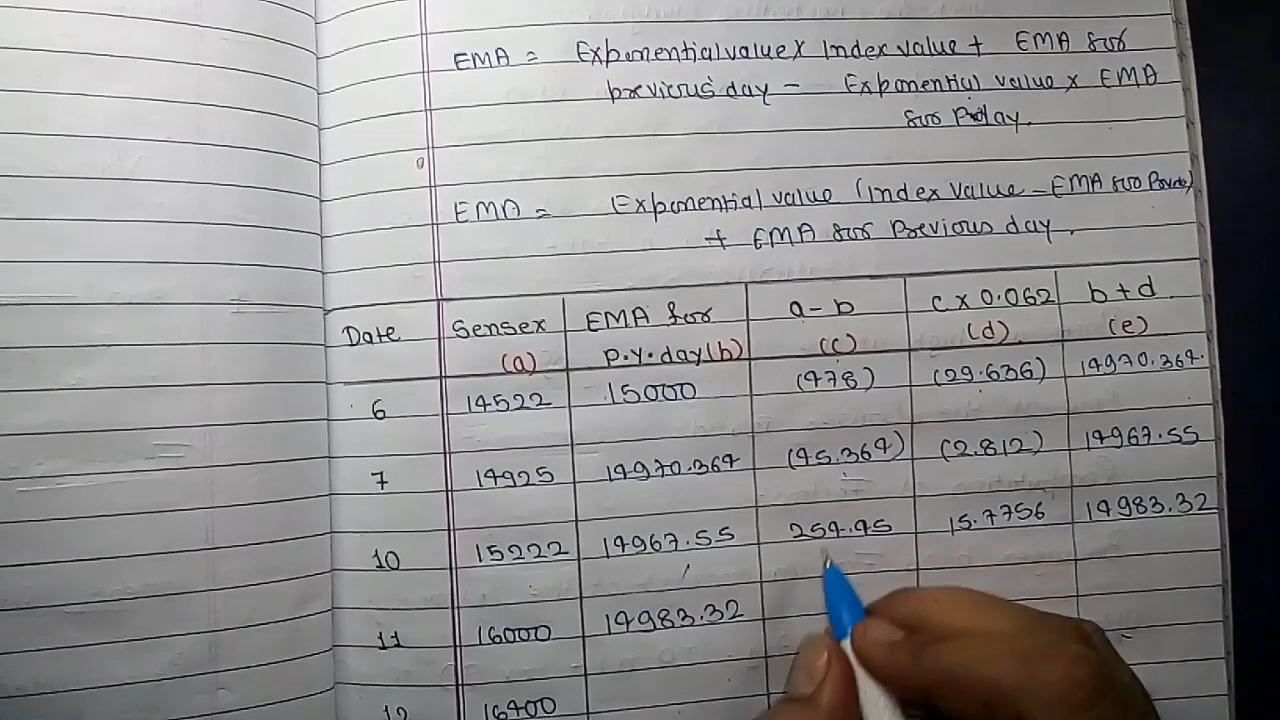 EMA = Exponential value x Index value + EMA for
previous day - Exponential value x EMA
for P.day.
EMA = Exponential value (Index value - EMA for
+ EMA for Previous day.
Date Sensex EMA for a-b c x 0.062 b+d
(a) p.y.day(b) (c) (d) (e)
6 14522 15000 (478) (29.636) 14970.364.
7 14925 14970.364 (45.364) (2.812) 14967.55
10 15222 14967.55 254.45 15.7756 14983.32
11 16000 14983.32
12 16400